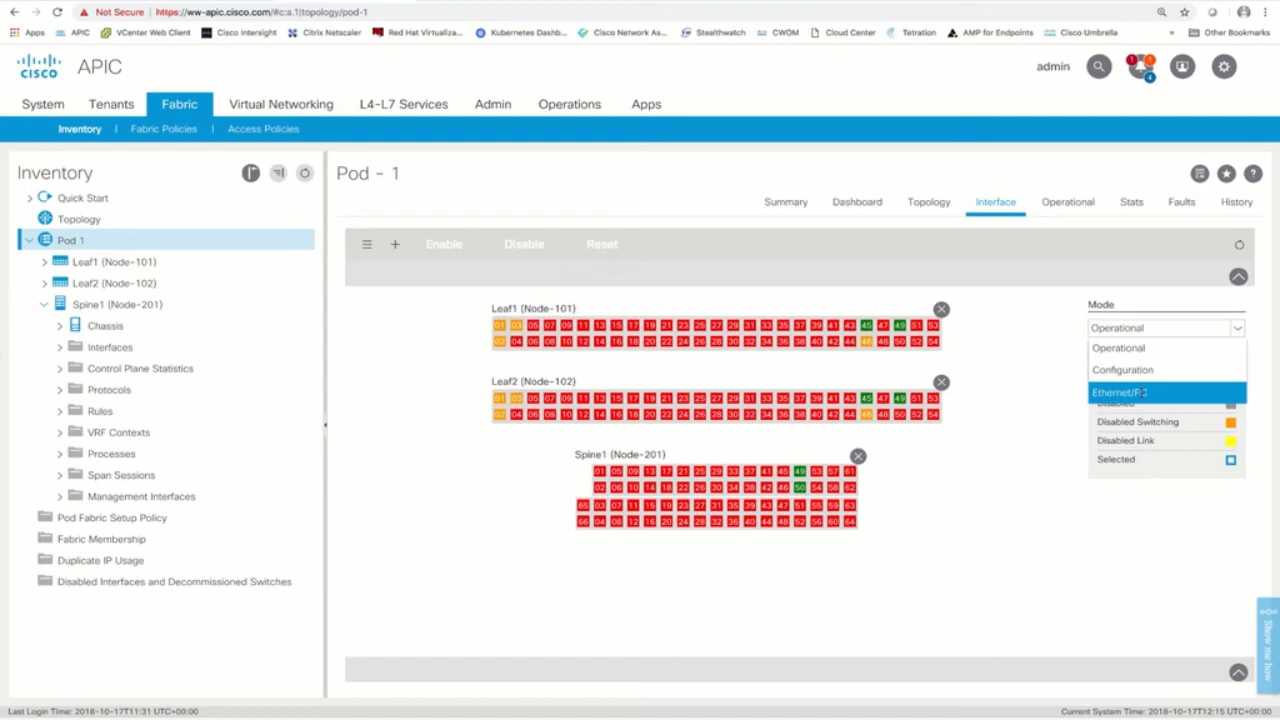 Not Secure | https://ww-apic.cisco.com/#c:a.1|topology/pod-1
Apps APIC VCenter Web Client Cisco Intersight Citrix Netscaler Red Hat Virtualiza... Kubernetes Dashb... Cisco Network As... Stealthwatch CWOM Cloud Center Tetration AMP for Endpoints Cisco Umbrella » Other Bookmarks
CISCO APIC
admin 1 1 4
System Tenants Fabric Virtual Networking L4-L7 Services Admin Operations Apps
Inventory | Fabric Policies | Access Policies
Inventory
Quick Start
Topology
Pod 1
Leaf1 (Node-101)
Leaf2 (Node-102)
Spine1 (Node-201)
Chassis
Interfaces
Control Plane Statistics
Protocols
Rules
VRF Contexts
Processes
Span Sessions
Management Interfaces
Pod Fabric Setup Policy
Fabric Membership
Duplicate IP Usage
Disabled Interfaces and Decommissioned Switches
Pod - 1
Summary Dashboard Topology Interface Operational Stats Faults History
Enable Disable Reset
Leaf1 (Node-101)
01 03 05 07 09 11 13 15 17 19 21 23 25 27 29 31 33 35 37 39 41 43 45 47 49 51 53
02 04 06 08 10 12 14 16 18 20 22 24 26 28 30 32 34 36 38 40 42 44 46 48 50 52 54
Leaf2 (Node-102)
01 03 05 07 09 11 13 15 17 19 21 23 25 27 29 31 33 35 37 39 41 43 45 47 49 51 53
02 04 06 08 10 12 14 16 18 20 22 24 26 28 30 32 34 36 38 40 42 44 46 48 50 52 54
Spine1 (Node-201)
01 05 09 13 17 21 25 29 33 37 41 45 49 53 57 61
02 06 10 14 18 22 26 30 34 38 42 46 50 54 58 62
65 03 07 11 15 19 23 27 31 35 39 43 47 51 55 59 63
66 04 08 12 16 20 24 28 32 36 40 44 48 52 56 60 64
Mode
Operational
Operational
Configuration
Ethernet/FC
Disabled
Disabled Switching
Disabled Link
Selected
Show me how
Last Login Time: 2018-10-17T11:31 UTC+00:00
Current System Time: 2018-10-17T12:15 UTC+00:00